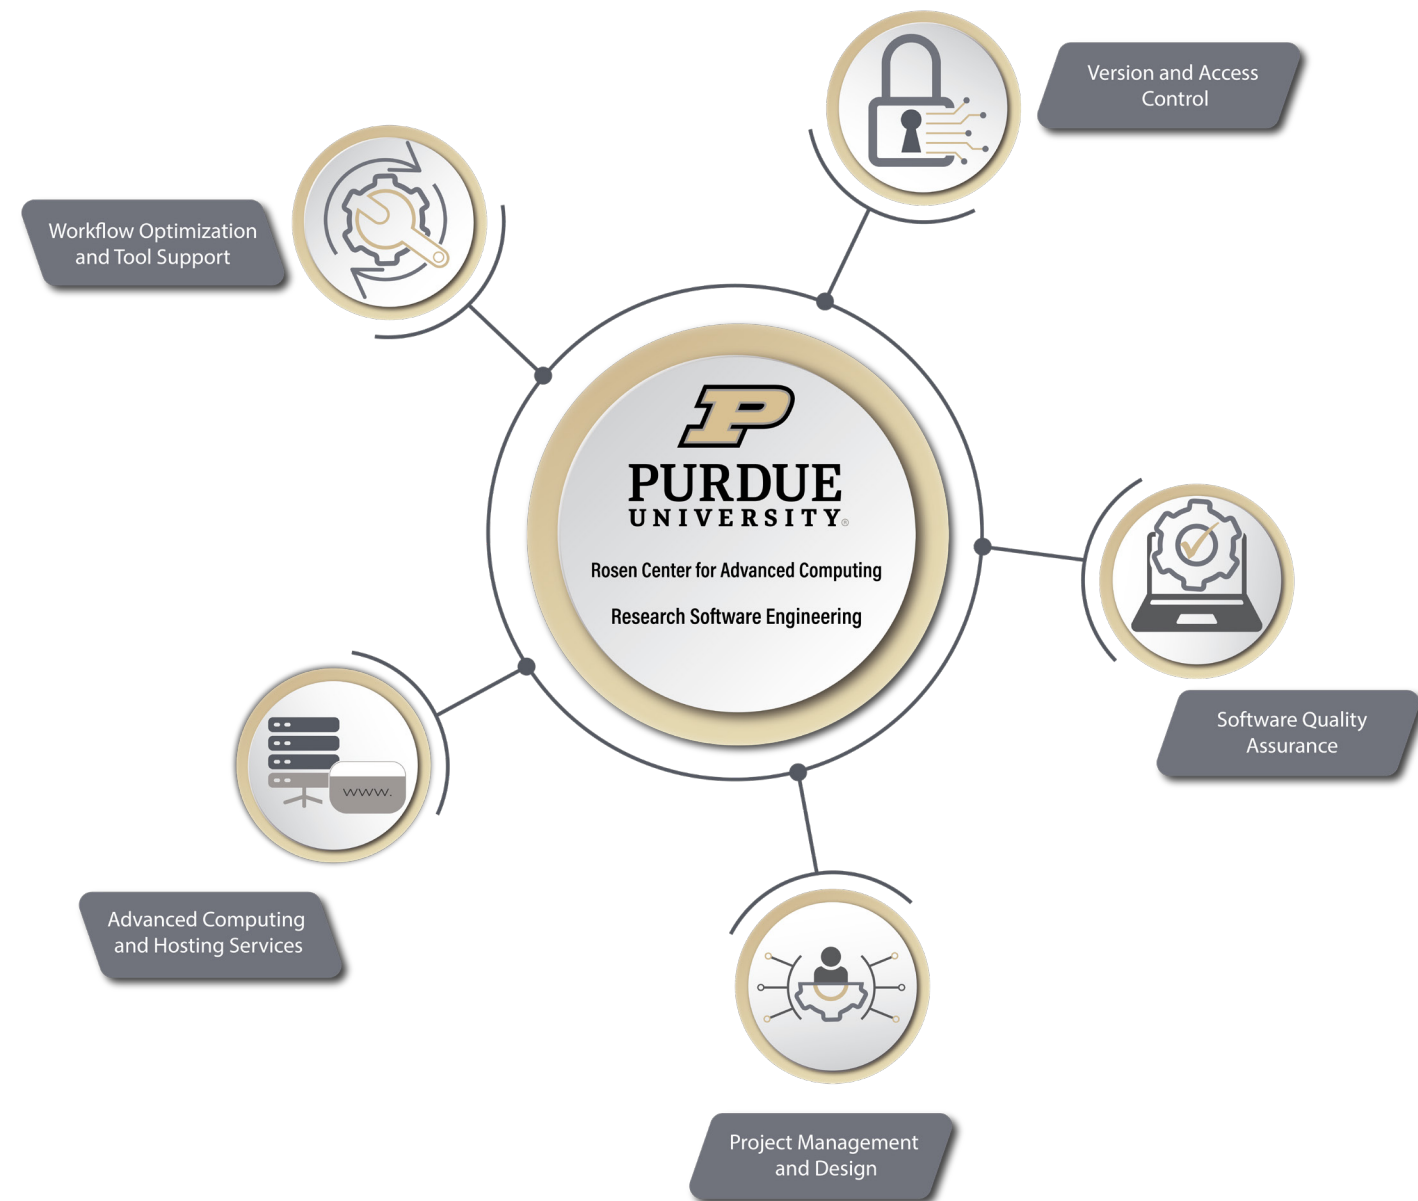 Version and Access
Control
Workflow Optimization
and Tool Support
P
PURDUE
UNIVERSITY®
Rosen Center for Advanced Computing
Research Software Engineering
Software Quality
Assurance
www.
Advanced Computing
and Hosting Services
Project Management
and Design